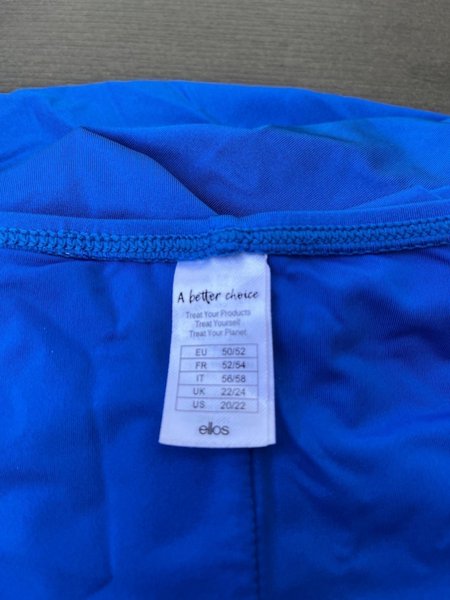 A better choice
Treat Your Products
Treat Yourself
Treat Your Planet
EU 50/52
FR 52/54
IT 56/58
UK 22/24
US 20/22
ellos